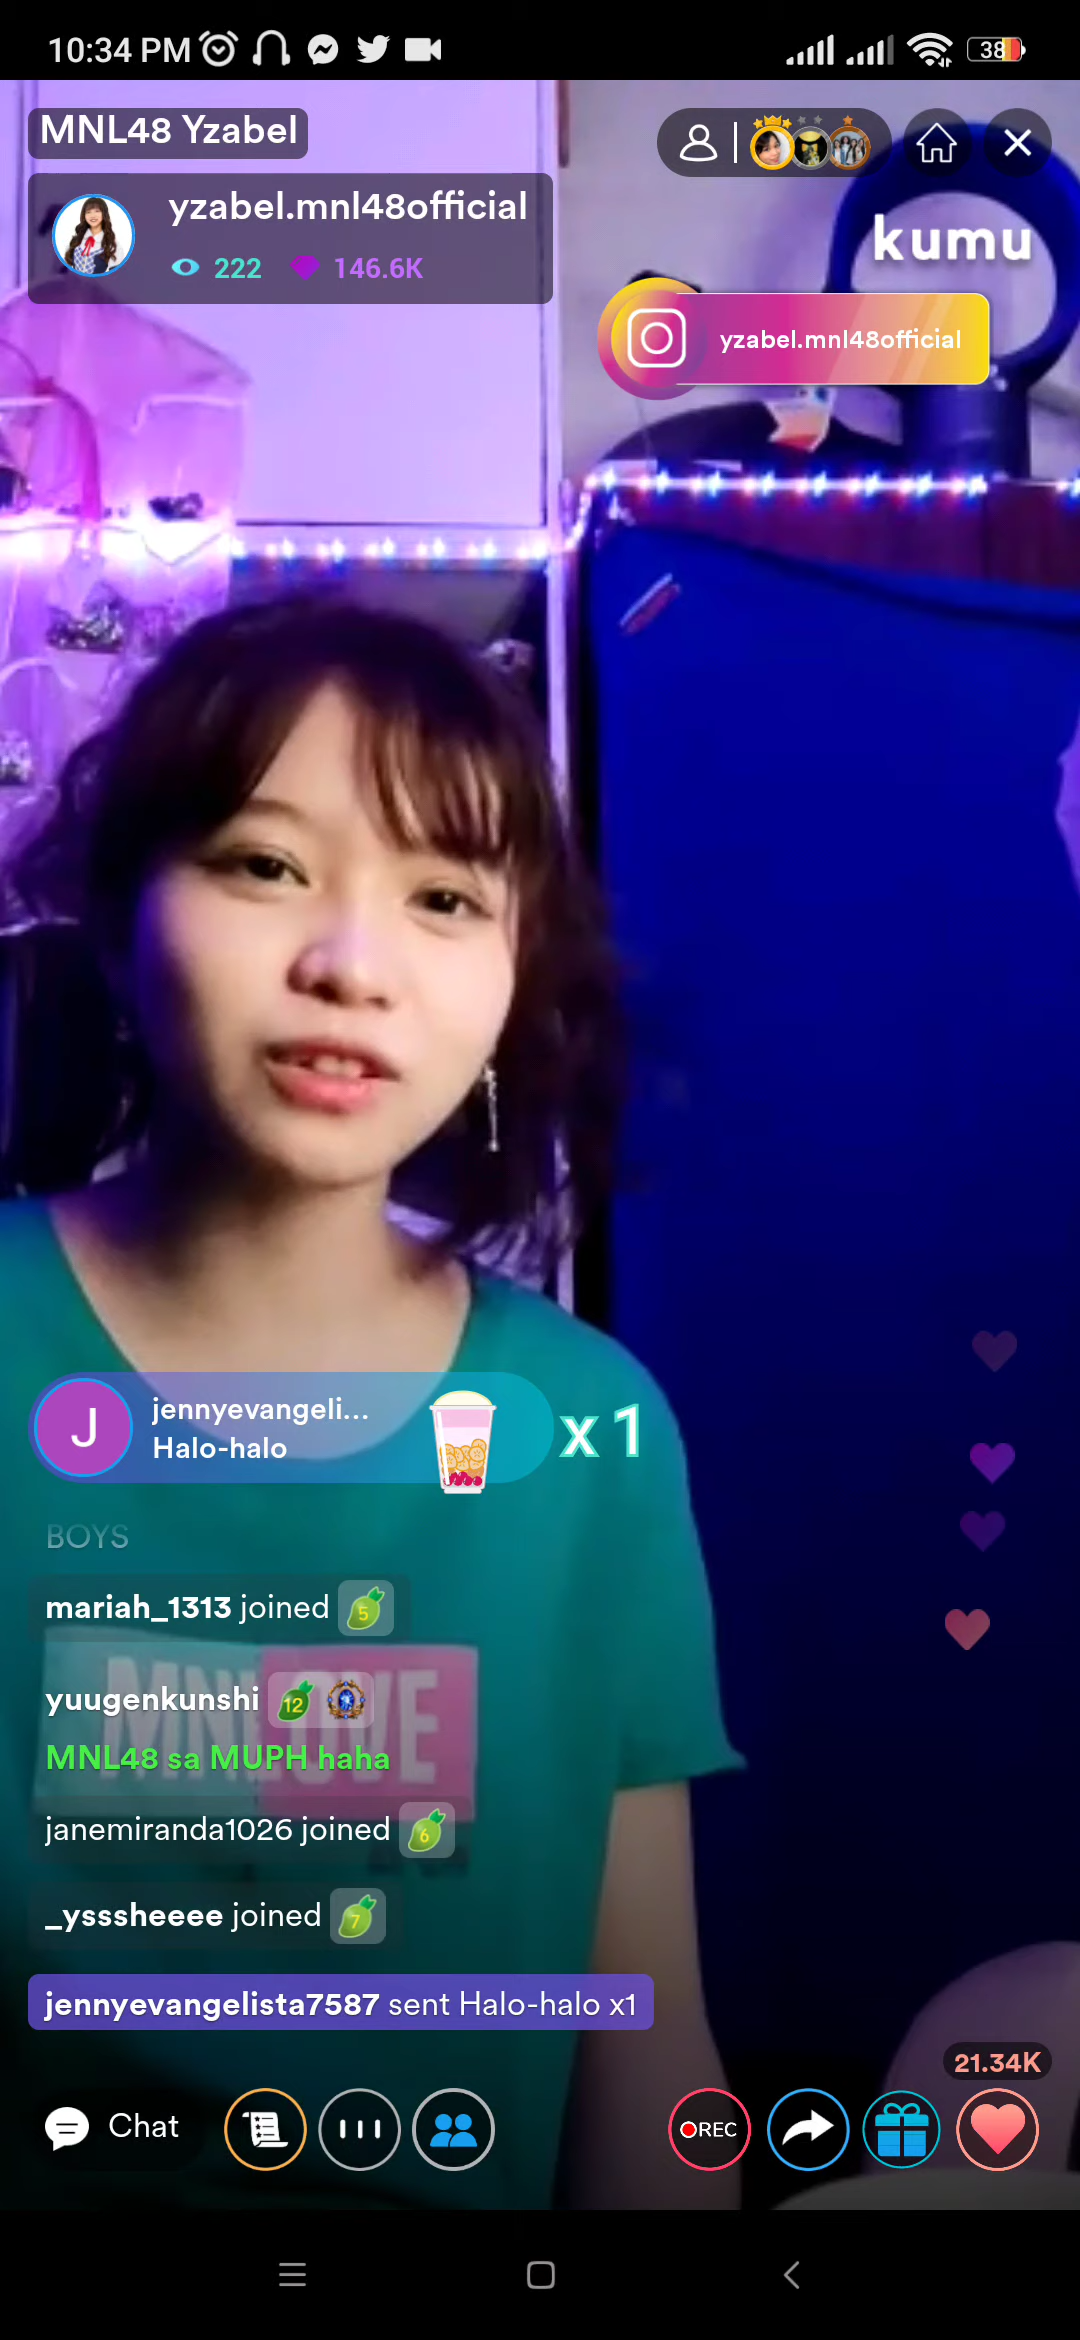 10:34 PM
38
MNL48 Yzabel
yzabel.mnl48official
222 146.6K
kumu
yzabel.mnl48official
J
jennyevangeli...
Halo-halo
x 1
BOYS
mariah_1313 joined 5
yuugenkunshi 12
MNL48 sa MUPH haha
MNLOVE
janemiranda1026 joined 6
_ysssheeee joined 7
jennyevangelista7587 sent Halo-halo x1
21.34K
Chat
REC